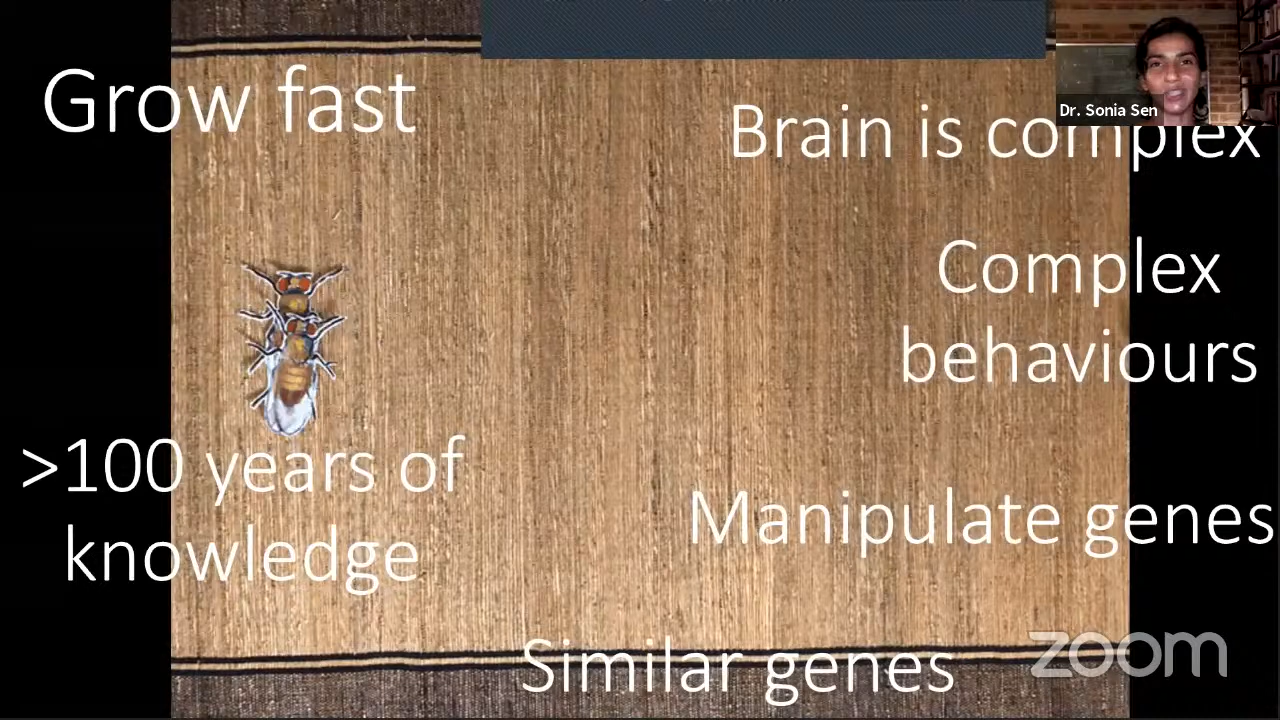 Grow fast
Dr. Sonia Sen
Brain is complex
Complex
behaviours
>100 years of
knowledge
Manipulate genes
Similar genes
zoom